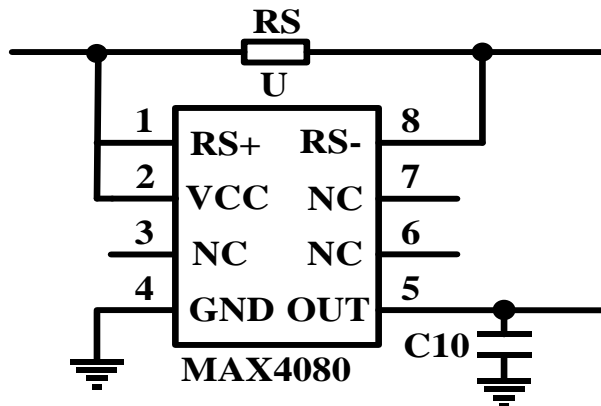 RS
U
1 RS+ RS- 8
2 VCC NC 7
3 NC NC 6
4 GND OUT 5
C10
MAX4080